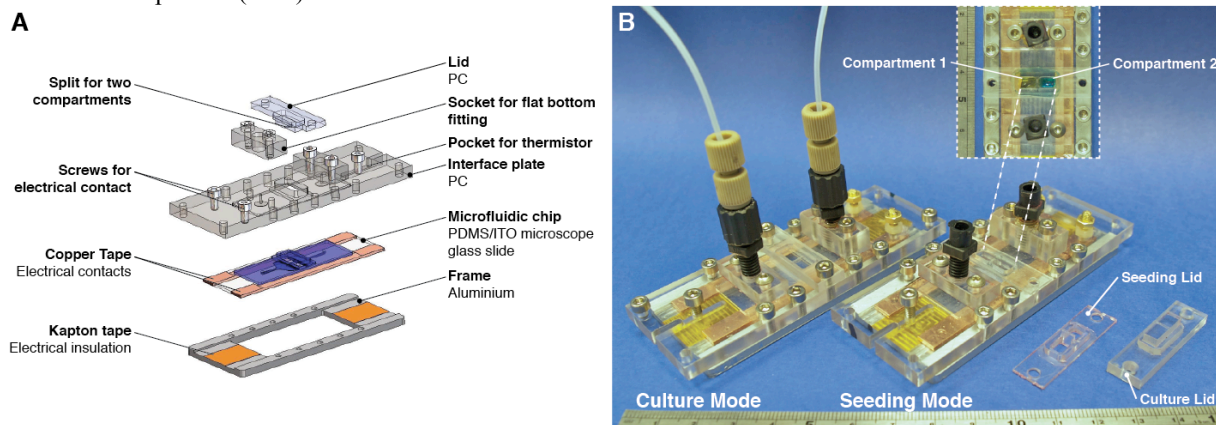 A
Lid
PC
Split for two
compartments
Socket for flat bottom
fitting
Pocket for thermistor
Interface plate
PC
Screws for
electrical contact
Microfluidic chip
PDMS/ITO microscope
glass slide
Copper Tape
Electrical contacts
Frame
Aluminium
Kapton tape
Electrical insulation
B
Compartment 1
Compartment 2
Seeding Lid
Culture Lid
Culture Mode
Seeding Mode